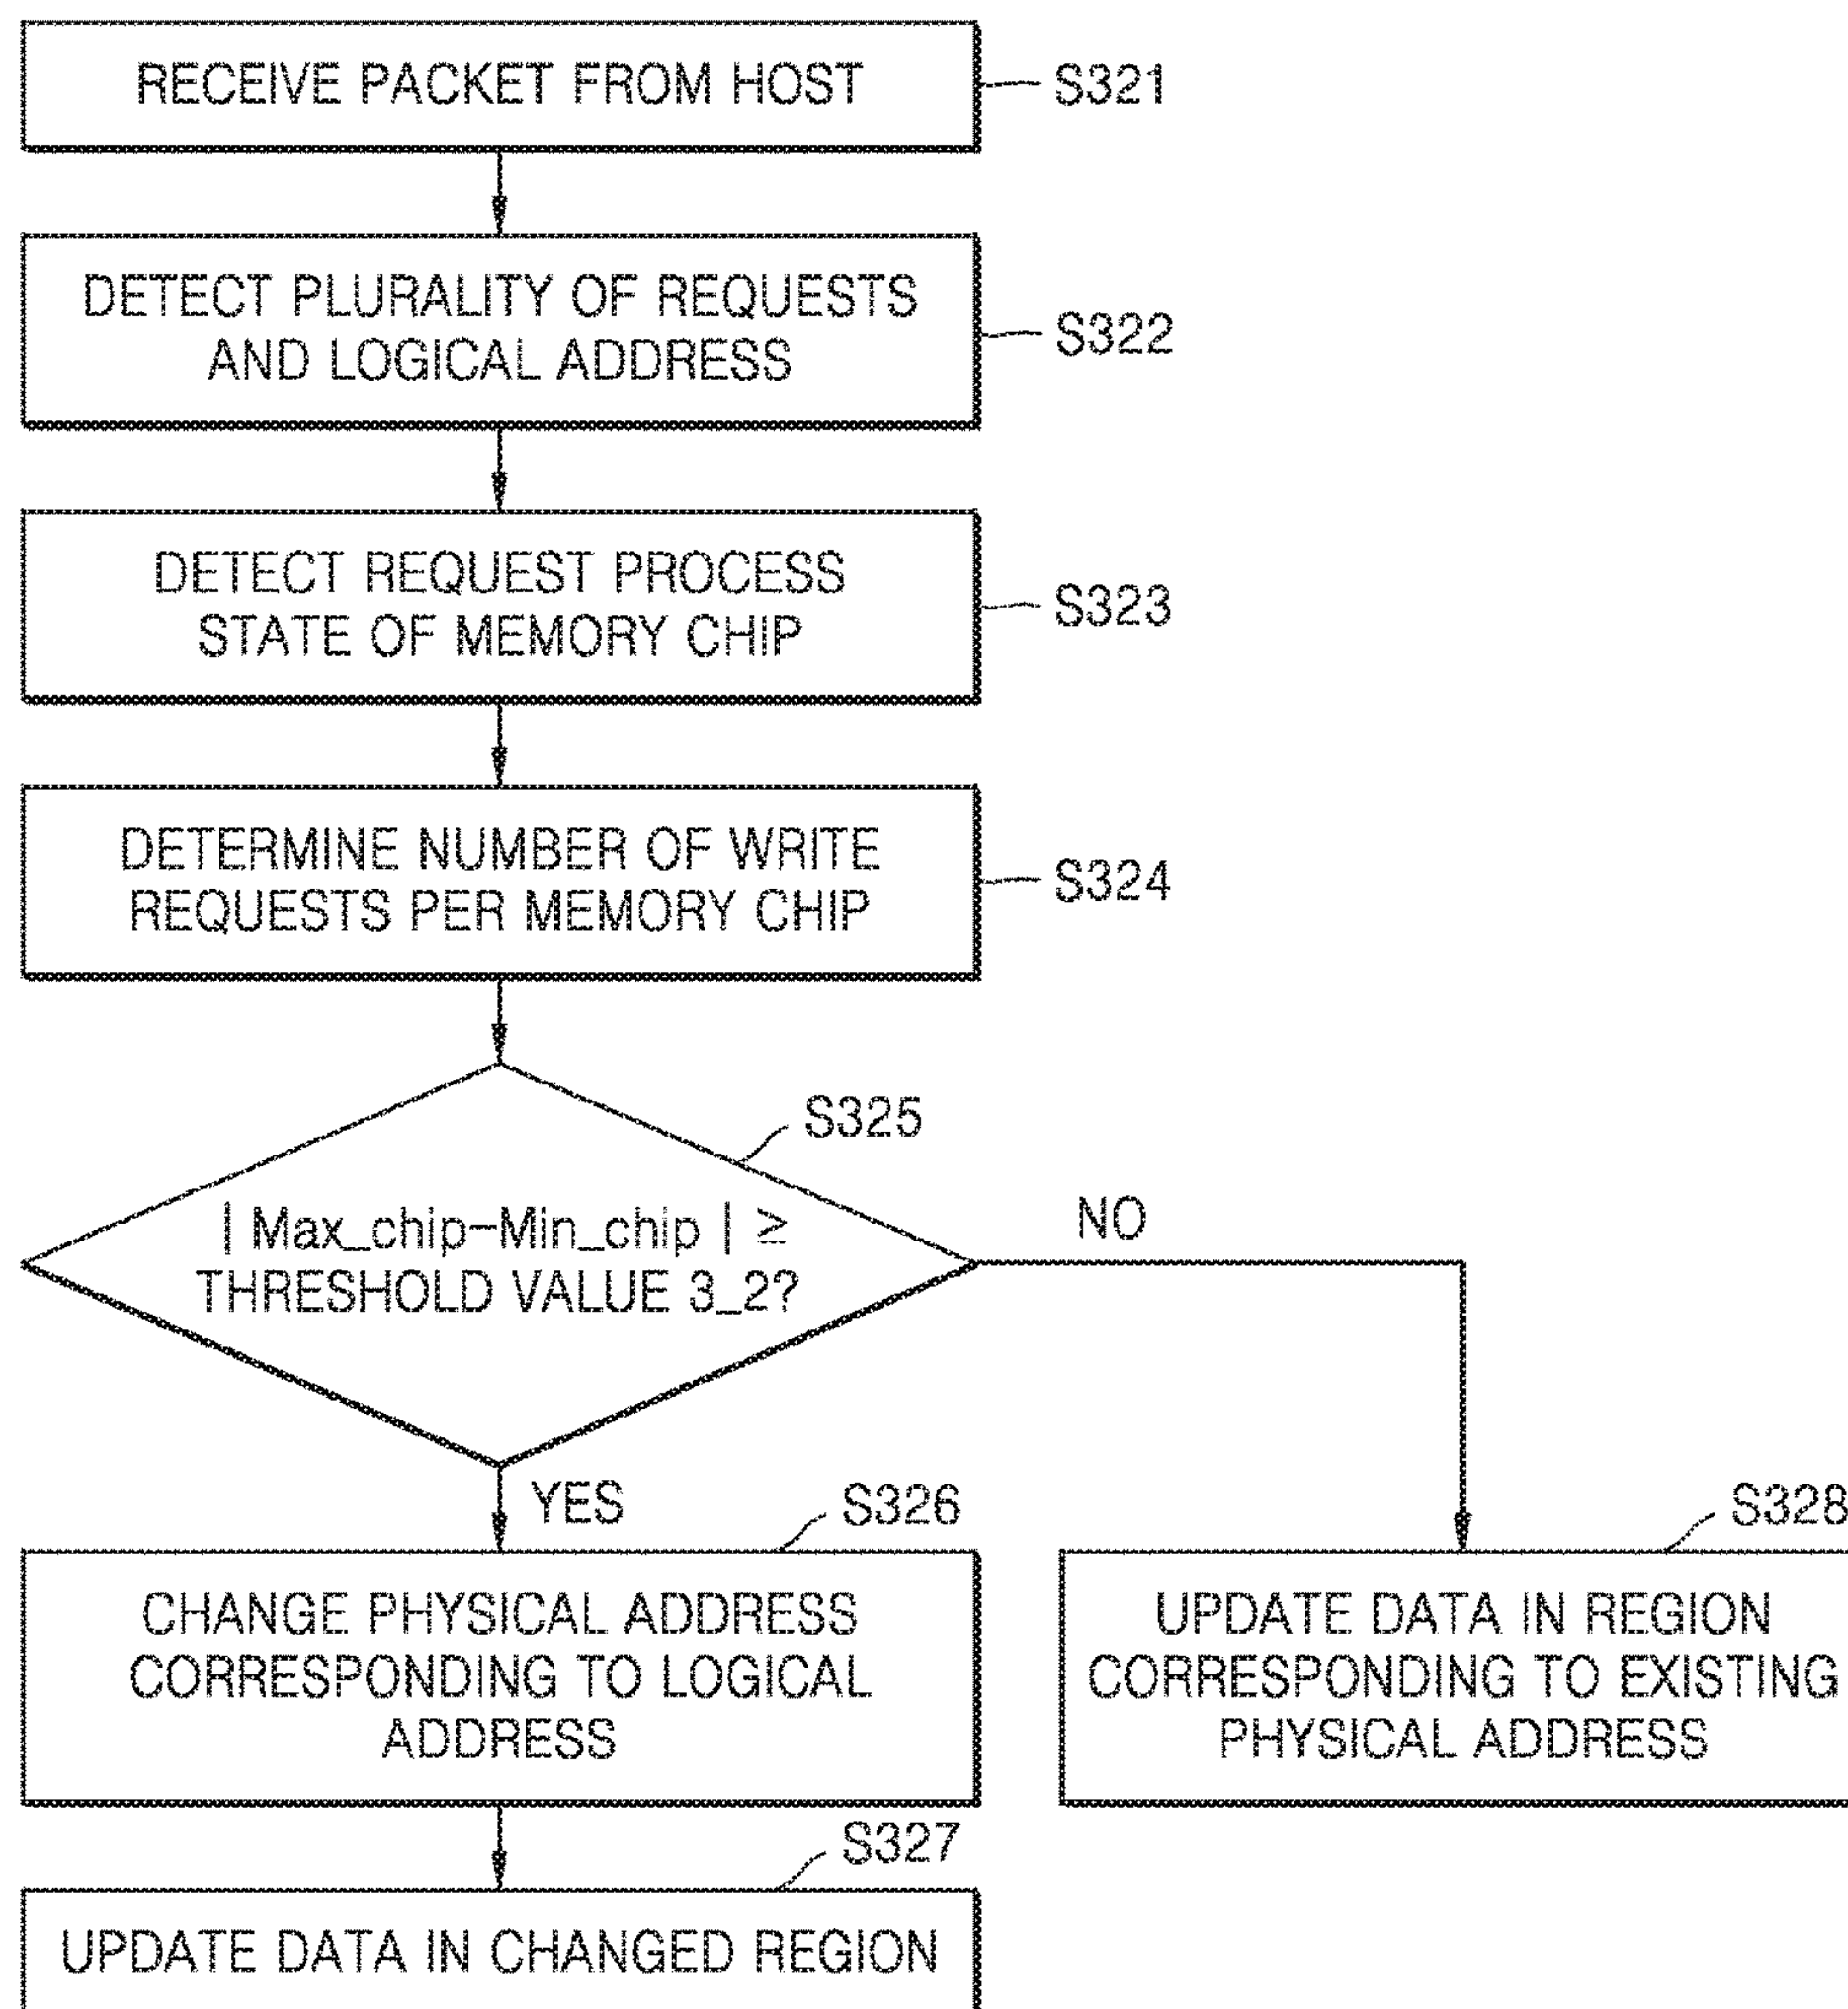 RECEIVE PACKET FROM HOST
S321
DETECT PLURALITY OF REQUESTS
AND LOGICAL ADDRESS
S322
DETECT REQUEST PROCESS
STATE OF MEMORY CHIP
S323
DETERMINE NUMBER OF WRITE
REQUESTS PER MEMORY CHIP
S324
S325
| Max_chip-Min_chip | ≥
THRESHOLD VALUE 3_2?
NO
YES
S326
CHANGE PHYSICAL ADDRESS
CORRESPONDING TO LOGICAL
ADDRESS
S328
UPDATE DATA IN REGION
CORRESPONDING TO EXISTING
PHYSICAL ADDRESS
S327
UPDATE DATA IN CHANGED REGION